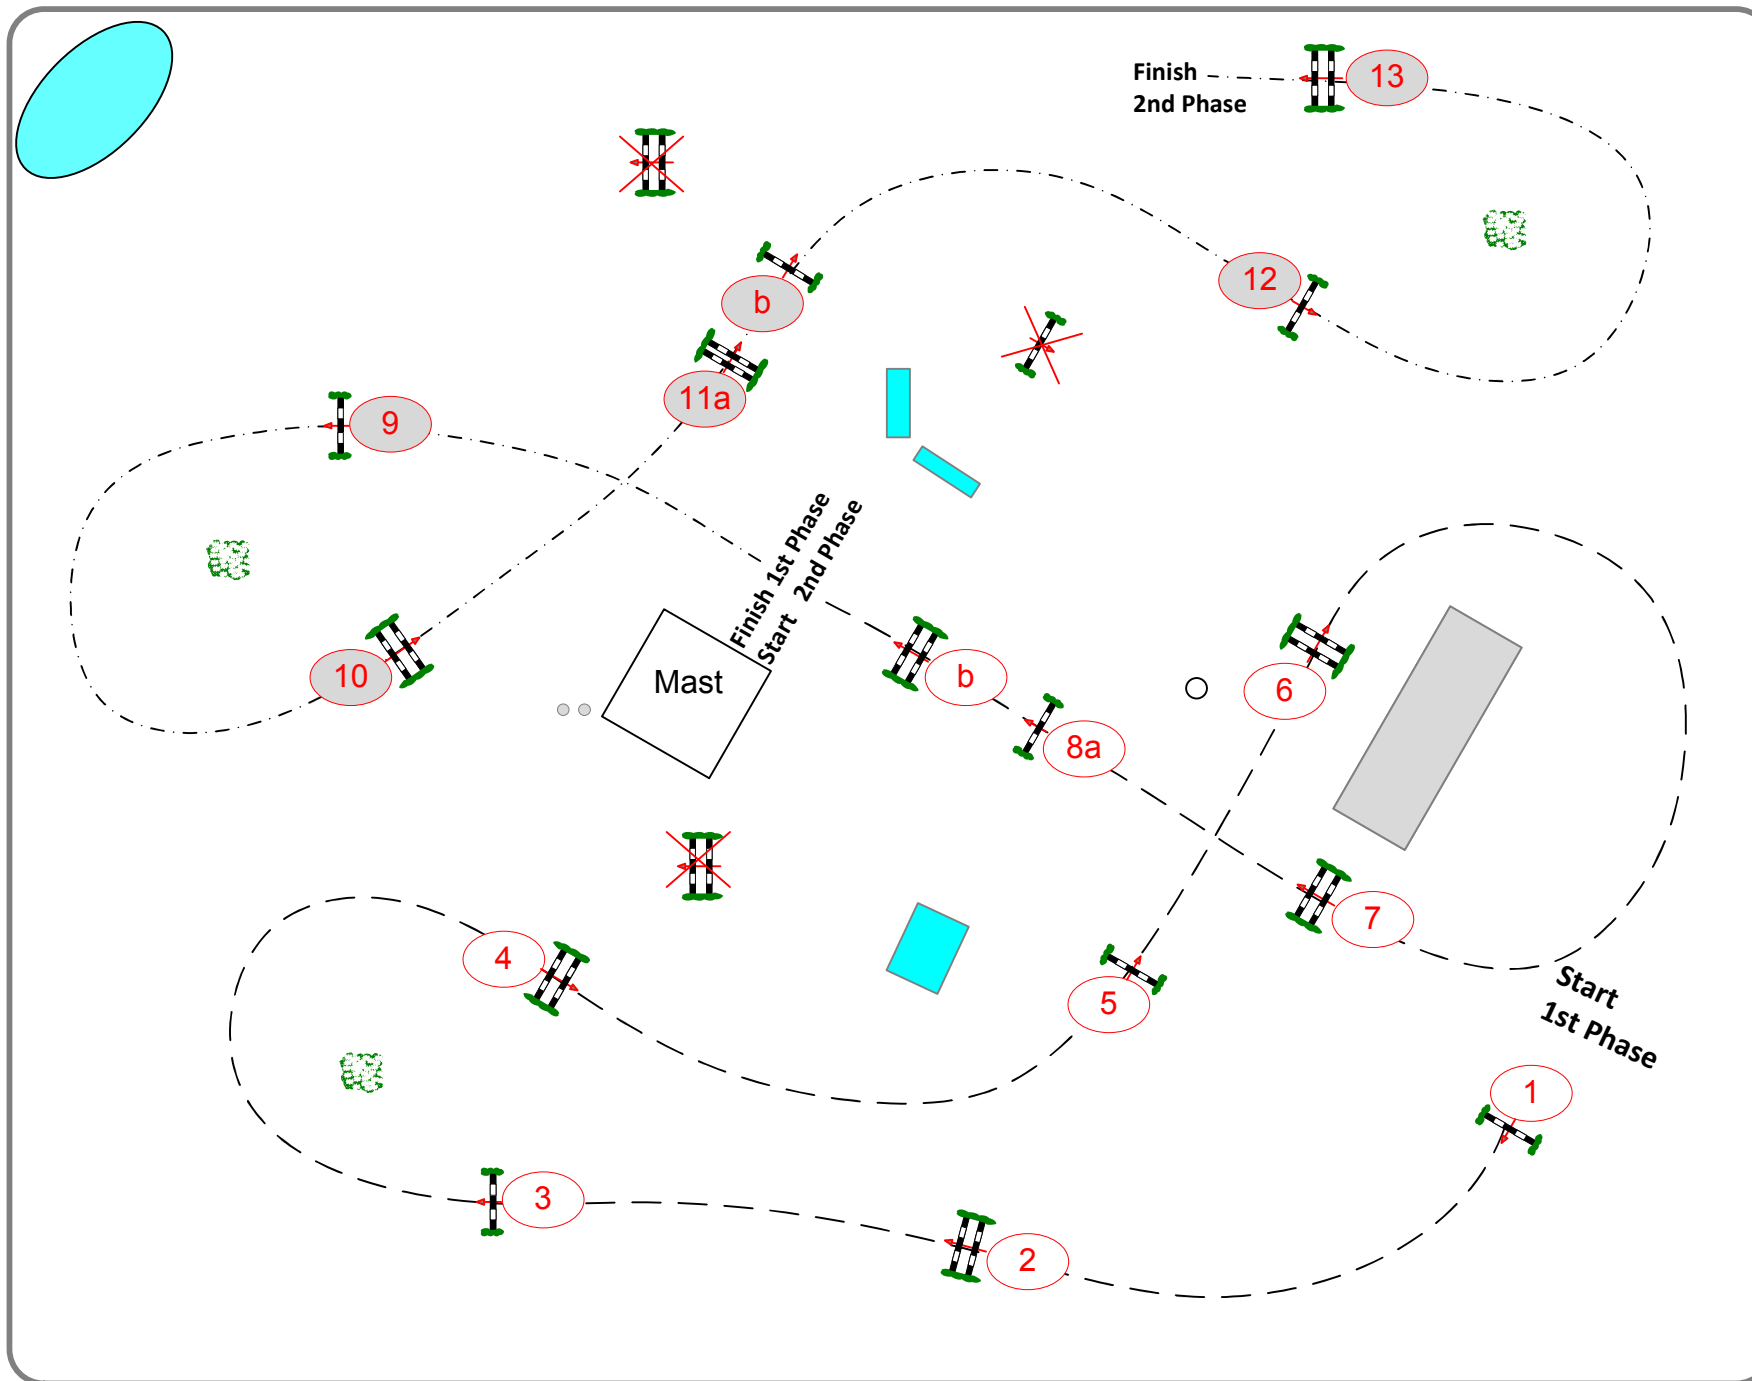 Finish
2nd Phase
13
b
12
11a
9
Finish 1st Phase
Start 2nd Phase
10
Mast
b
6
8a
7
4
5
Start
1st Phase
1
3
2